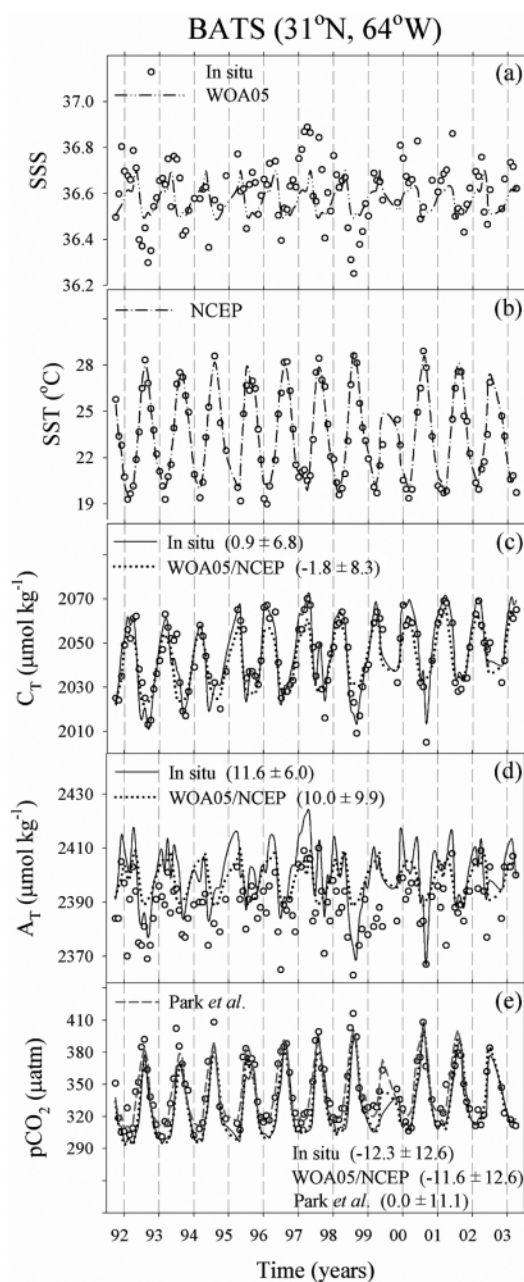 BATS (31°N, 64°W)
(a)
In situ
WOA05
37.0
36.8
36.6
36.4
36.2
SSS
(b)
NCEP
28
25
22
19
SST (°C)
(c)
In situ (0.9 ± 6.8)
WOA05/NCEP (-1.8 ± 8.3)
2070
2050
2030
2010
C_T (μmol kg⁻¹)
(d)
In situ (11.6 ± 6.0)
WOA05/NCEP (10.0 ± 9.9)
2430
2410
2390
2370
A_T (μmol kg⁻¹)
(e)
Park et al.
410
380
350
320
290
pCO₂ (μatm)
In situ (-12.3 ± 12.6)
WOA05/NCEP (-11.6 ± 12.6)
Park et al. (0.0 ± 11.1)
92 93 94 95 96 97 98 99 00 01 02 03
Time (years)